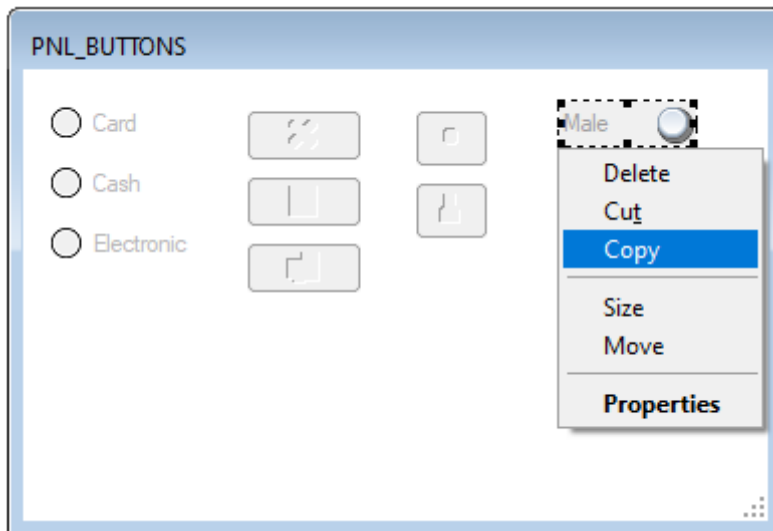 PNL_BUTTONS
Card
Cash
Electronic
Male
Delete
Cut
Copy
Size
Move
Properties